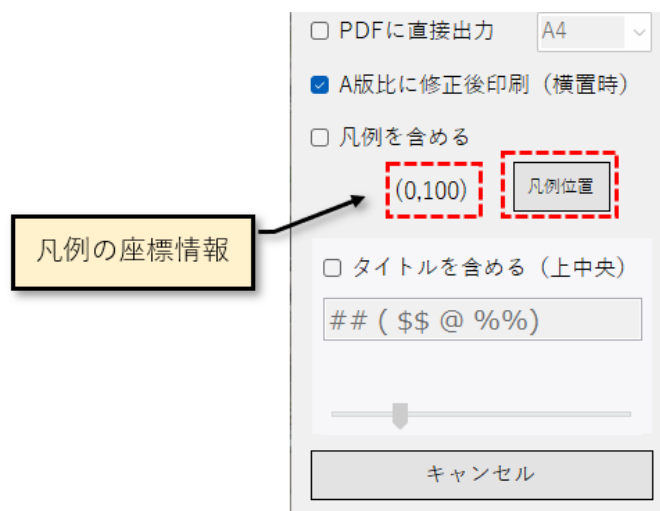 PDFに直接出力 A4
A版比に修正後印刷（横置時）
凡例を含める
(0,100) 凡例位置
凡例の座標情報
タイトルを含める（上中央）
## ( $$ @ %%)
キャンセル